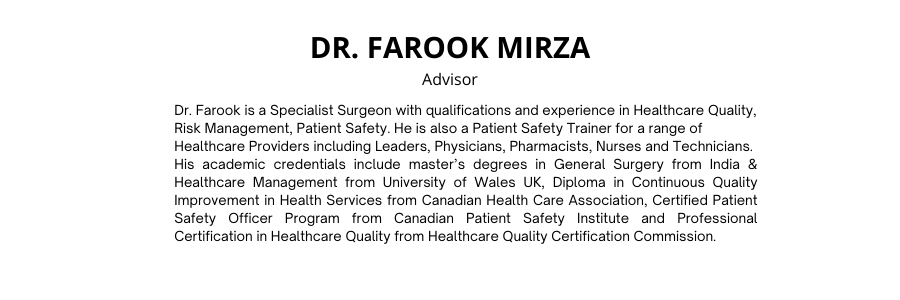 DR. FAROOK MIRZA
Advisor
Dr. Farook is a Specialist Surgeon with qualifications and experience in Healthcare Quality,
Risk Management, Patient Safety. He is also a Patient Safety Trainer for a range of
Healthcare Providers including Leaders, Physicians, Pharmacists, Nurses and Technicians.
His academic credentials include master’s degrees in General Surgery from India &
Healthcare Management from University of Wales UK, Diploma in Continuous Quality
Improvement in Health Services from Canadian Health Care Association, Certified Patient
Safety Officer Program from Canadian Patient Safety Institute and Professional
Certification in Healthcare Quality from Healthcare Quality Certification Commission.